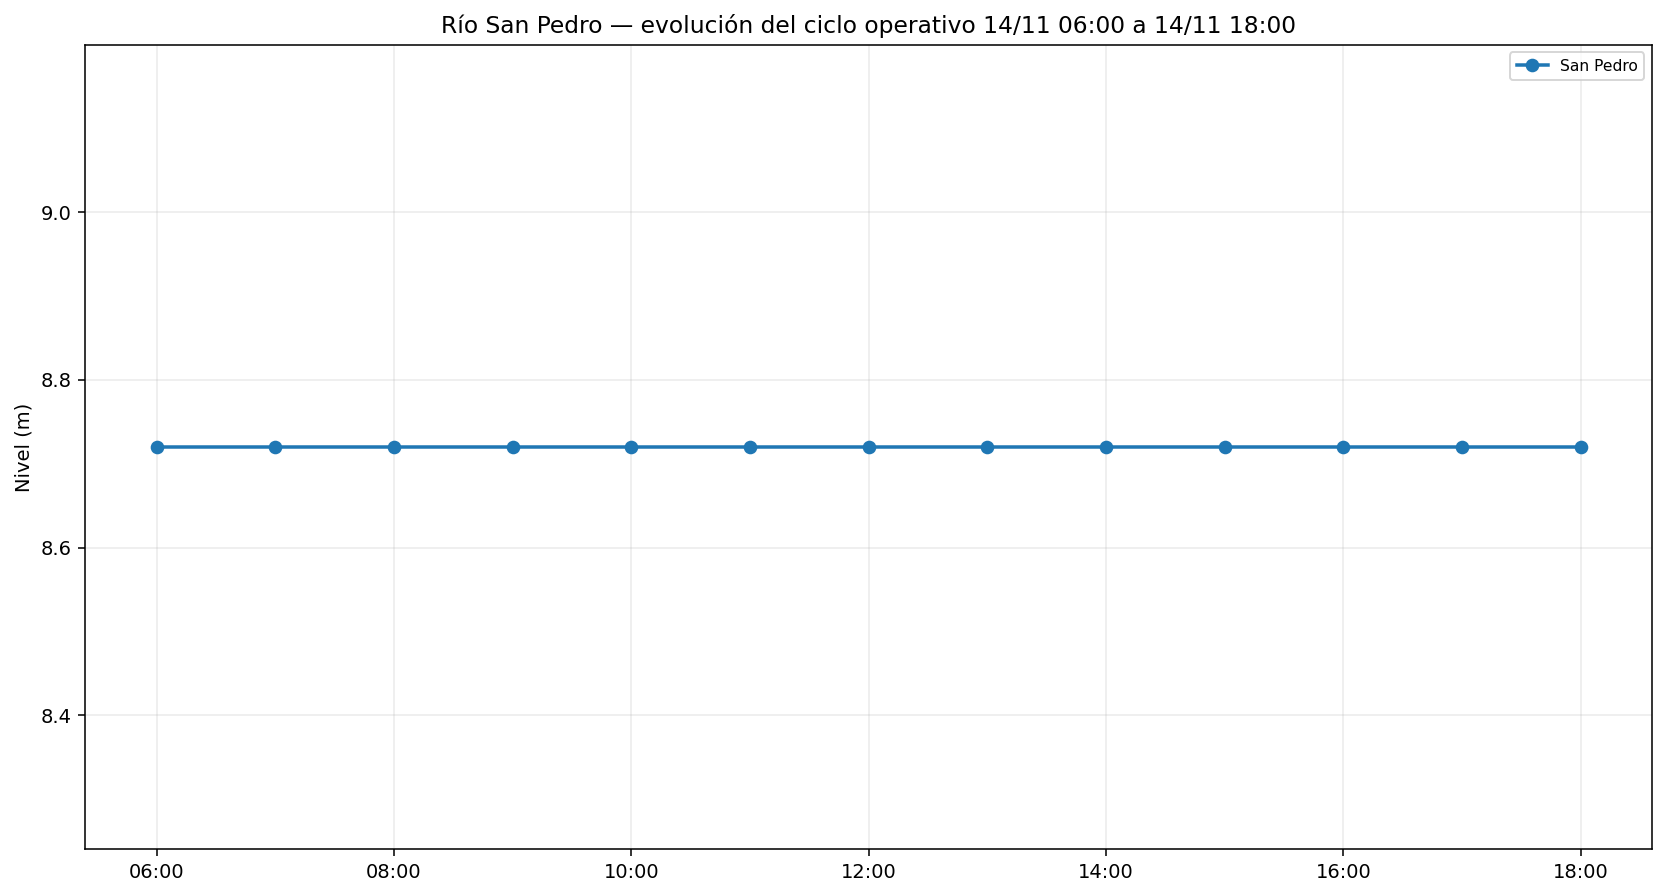 Río San Pedro — evolución del ciclo operativo 14/11 06:00 a 14/11 18:00
San Pedro
Nivel (m)
9.0
8.8
8.6
8.4
06:00 08:00 10:00 12:00 14:00 16:00 18:00